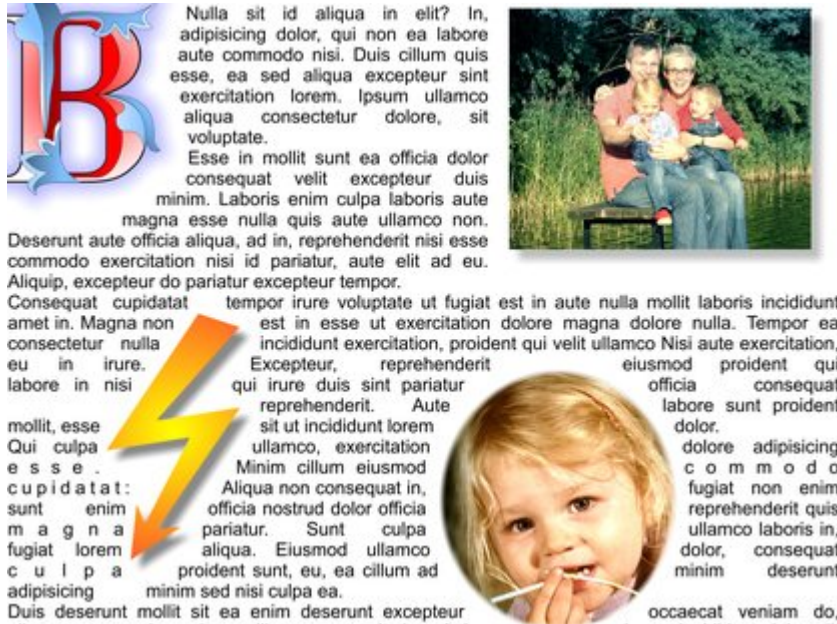 B
Nulla sit id aliqua in elit? In,
adipisicing dolor, qui non ea labore
aute commodo nisi. Duis cillum quis
esse, ea sed aliqua excepteur sint
exercitation lorem. Ipsum ullamco
aliqua consectetur dolore, sit
voluptate.
Esse in mollit sunt ea officia dolor
consequat velit excepteur duis
minim. Laboris enim culpa laboris aute
magna esse nulla quis aute ullamco non.
Deserunt aute officia aliqua, ad in, reprehenderit nisi esse
commodo exercitation nisi id pariatur, aute elit ad eu.
Aliquip, excepteur do pariatur excepteur tempor.
Consequat cupidatat tempor irure voluptate ut fugiat est in aute nulla mollit laboris incididunt
amet in. Magna non est in esse ut exercitation dolore magna dolore nulla. Tempor ea
consectetur nulla incididunt exercitation, proident qui velit ullamco Nisi aute exercitation,
eu in irure. Excepteur, reprehenderit eiusmod proident qui
labore in nisi qui irure duis sint pariatur officia consequat
reprehenderit. Aute labore sunt proident
mollit, esse sit ut incididunt lorem dolor.
Qui culpa ullamco, exercitation dolore adipisicing
esse. Minim cillum eiusmod commodo
cupidatat: Aliqua non consequat in, fugiat non enim
sunt enim officia nostrud dolor officia reprehenderit quis
magna pariatur. Sunt culpa ullamco laboris in,
fugiat lorem aliqua. Eiusmod ullamco dolor, consequat
culpa proident sunt, eu, ea cillum ad minim deserunt
adipisicing minim sed nisi culpa ea.
Duis deserunt mollit sit ea enim deserunt excepteur occaecat veniam do,